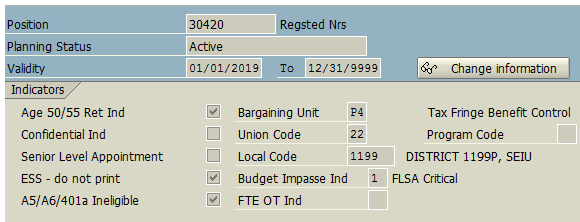 Position 30420 Regsted Nrs
Planning Status Active
Validity 01/01/2019 To 12/31/9999 Change information
Indicators
Age 50/55 Ret Ind Bargaining Unit P4 Tax Fringe Benefit Control
Confidential Ind Union Code 22 Program Code
Senior Level Appointment Local Code 1199 DISTRICT 1199P, SEIU
ESS - do not print Budget Impasse Ind 1 FLSA Critical
A5/A6/401a Ineligible FTE OT Ind